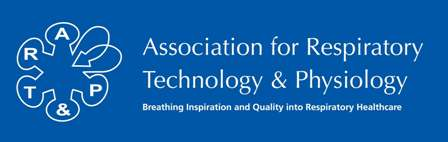 A
R
T
&
P
Association for Respiratory
Technology & Physiology
Breathing Inspiration and Quality into Respiratory Healthcare